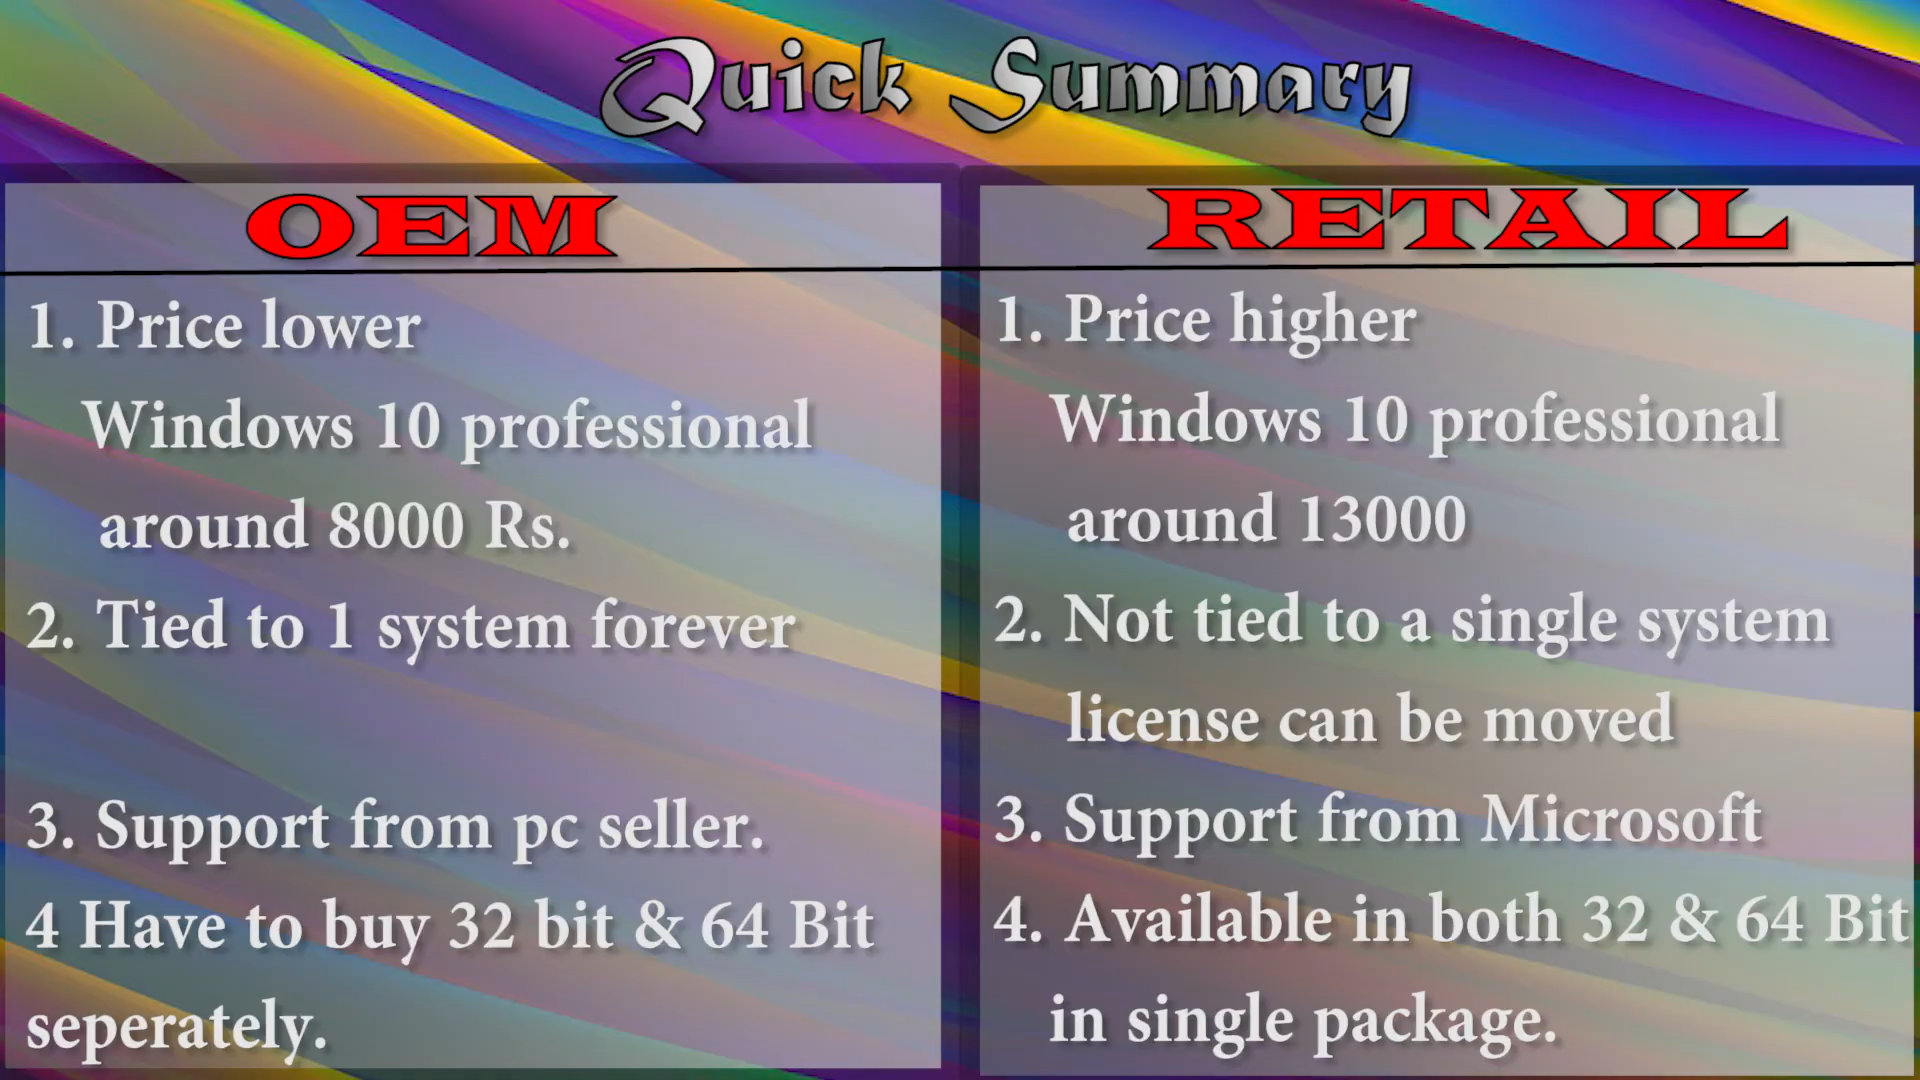 Quick Summary
OEM
1. Price lower
Windows 10 professional
around 8000 Rs.
2. Tied to 1 system forever
3. Support from pc seller.
4 Have to buy 32 bit & 64 Bit
seperately.
RETAIL
1. Price higher
Windows 10 professional
around 13000
2. Not tied to a single system
license can be moved
3. Support from Microsoft
4. Available in both 32 & 64 Bit
in single package.